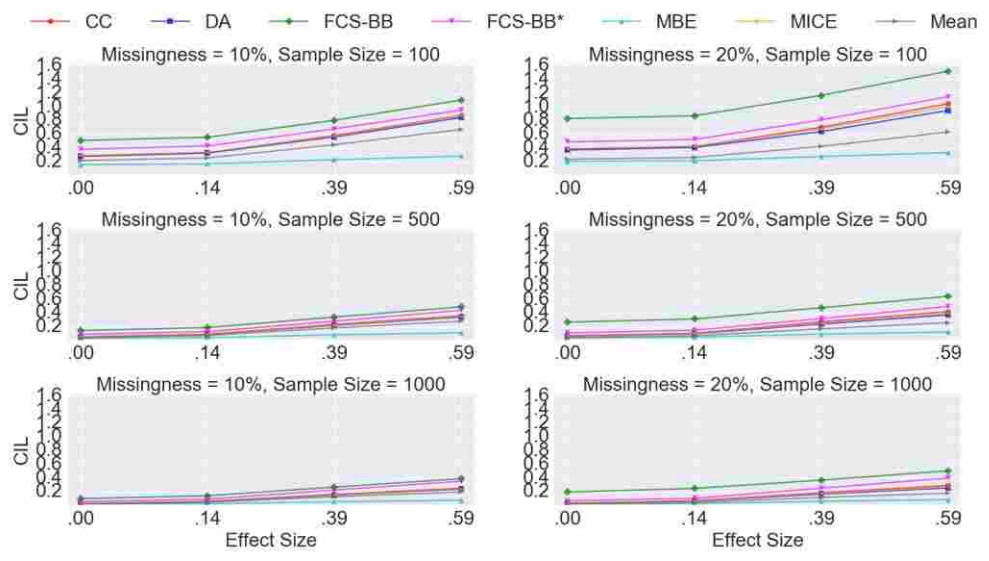 CC DA FCS-BB FCS-BB* MBE MICE Mean
Missingness = 10%, Sample Size = 100 Missingness = 20%, Sample Size = 100
1.6 1.6
1.4 1.4
1.2 1.2
1.0 1.0
0.8 0.8
0.6 0.6
0.4 0.4
0.2 0.2
CIL
.00 .14 .39 .59 .00 .14 .39 .59
Missingness = 10%, Sample Size = 500 Missingness = 20%, Sample Size = 500
1.6 1.6
1.4 1.4
1.2 1.2
1.0 1.0
0.8 0.8
0.6 0.6
0.4 0.4
0.2 0.2
CIL
.00 .14 .39 .59 .00 .14 .39 .59
Missingness = 10%, Sample Size = 1000 Missingness = 20%, Sample Size = 1000
1.6 1.6
1.4 1.4
1.2 1.2
1.0 1.0
0.8 0.8
0.6 0.6
0.4 0.4
0.2 0.2
CIL
.00 .14 .39 .59 .00 .14 .39 .59
Effect Size Effect Size